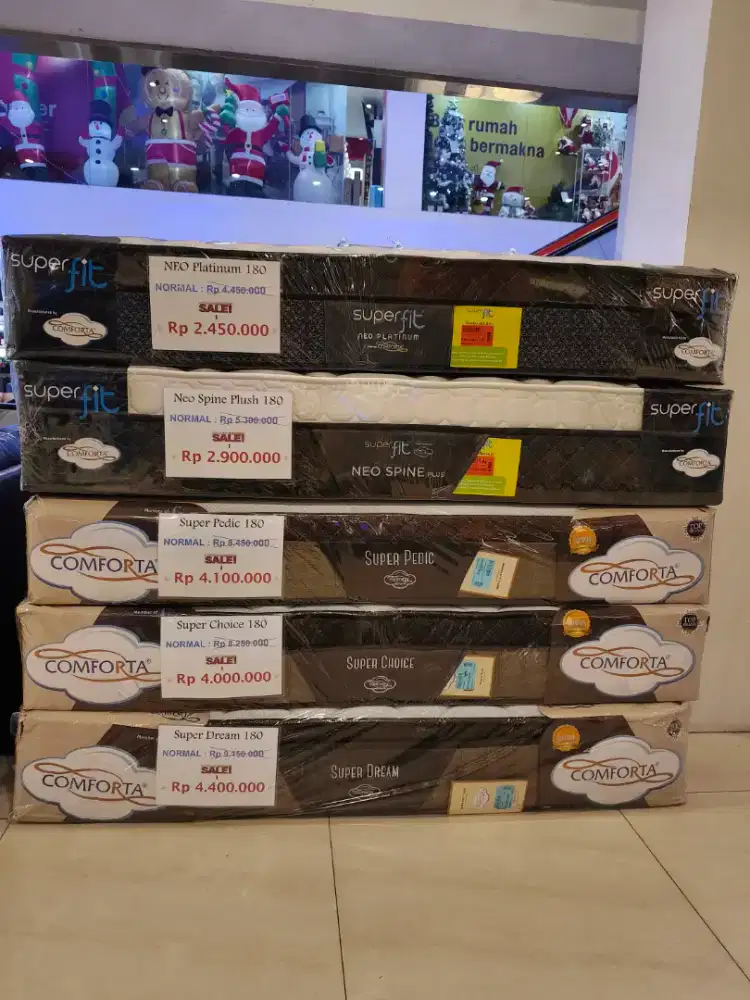 rumah
bermakna
superfit
NEO Platinum 180
NORMAL : Rp 4.450.000
SALE!
Rp 2.450.000
superfit
NEO PLATINUM
superfit
COMFORTA
COMFORTA
superfit
Neo Spine Plush 180
NORMAL : Rp 5.300.000
SALE!
Rp 2.900.000
superfit
NEO SPINE PLUS
superfit
COMFORTA
COMFORTA
Super Pedic 180
NORMAL : Rp 8.450.000
SALE!
Rp 4.100.000
COMFORTA
SUPER PEDIC
COMFORTA®
Super Choice 180
NORMAL : Rp 8.250.000
SALE!
Rp 4.000.000
COMFORTA®
SUPER CHOICE
COMFORTA®
Super Dream 180
NORMAL : Rp 9.150.000
SALE!
Rp 4.400.000
COMFORTA®
SUPER DREAM
COMFORTA®